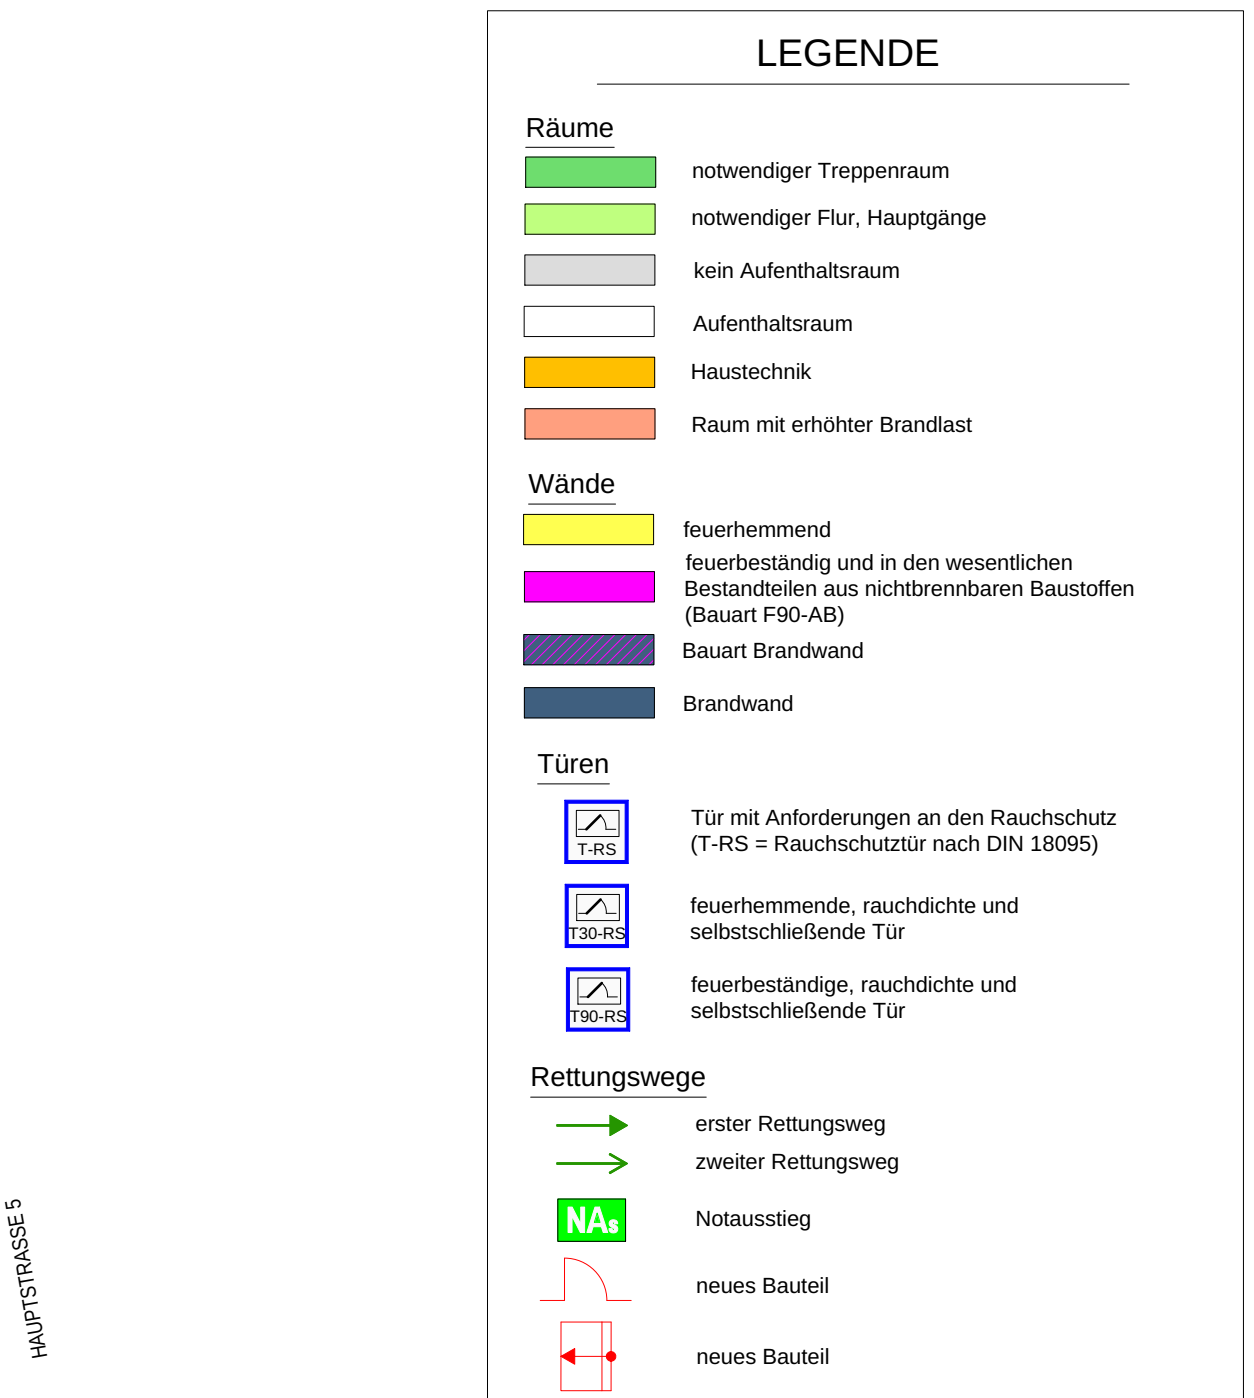 LEGENDE
Räume
notwendiger Treppenraum
notwendiger Flur, Hauptgänge
kein Aufenthaltsraum
Aufenthaltsraum
Haustechnik
Raum mit erhöhter Brandlast
Wände
feuerhemmend
feuerbeständig und in den wesentlichen
Bestandteilen aus nichtbrennbaren Baustoffen
(Bauart F90-AB)
Bauart Brandwand
Brandwand
Türen
T-RS
Tür mit Anforderungen an den Rauchschutz
(T-RS = Rauchschutztür nach DIN 18095)
T30-RS
feuerhemmende, rauchdichte und
selbstschließende Tür
T90-RS
feuerbeständige, rauchdichte und
selbstschließende Tür
Rettungswege
erster Rettungsweg
zweiter Rettungsweg
NAs
Notausstieg
neues Bauteil
neues Bauteil
HAUPTSTRASSE 5